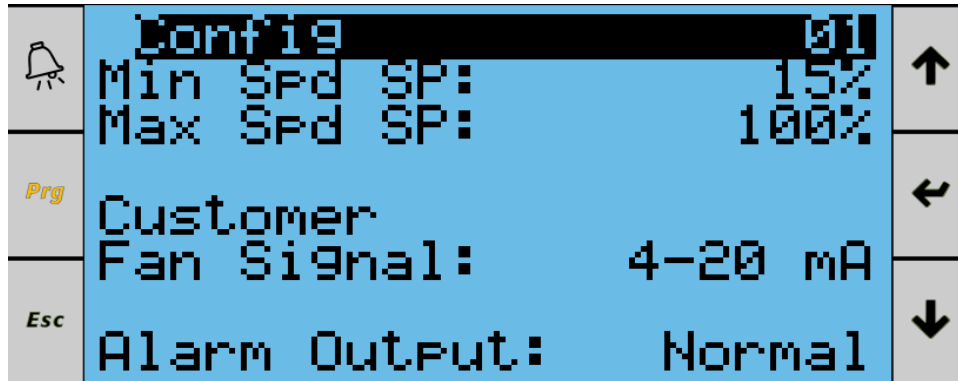 Config 01
Min Spd SP: 15%
Max Spd SP: 100%
Prg
Customer
Fan Signal: 4-20 mA
Esc
Alarm Output: Normal